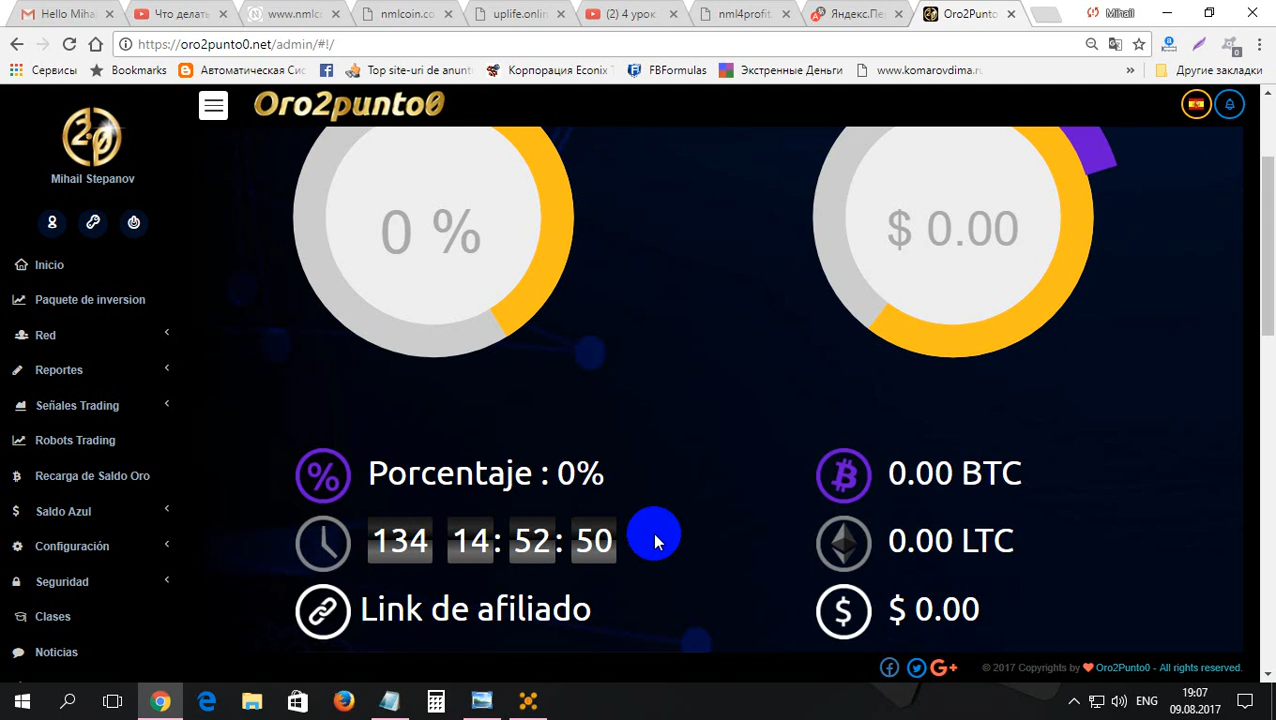 Hello Miha
Что делать
www.nmlc
nmlcoin.co
uplife.onlin
(2) 4 урок
nml4profit.
Яндекс.Пе
Oro2Punto
Mihail
https://oro2punto0.net/admin/#!/
0
Сервисы
Bookmarks
Автоматическая Сис
Top site-uri de anunt
Корпорация Econix
FBFormulas
Экстренные Деньги
www.komarovdima.ru
»
Другие закладки
2.0
Oro2punto0
Mihail Stepanov
Inicio
Paquete de inversion
Red
Reportes
Señales Trading
Robots Trading
Recarga de Saldo Oro
Saldo Azul
Configuración
Seguridad
Clases
Noticias
0 %
$ 0.00
Porcentaje : 0%
0.00 BTC
134 14: 52: 50
0.00 LTC
Link de afiliado
$ 0.00
© 2017 Copyrights by ❤ Oro2Punto0 - All rights reserved.
ENG
19:07
09.08.2017